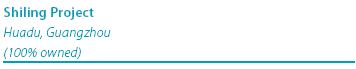 Shiling Project
Huadu, Guangzhou
(100% owned)